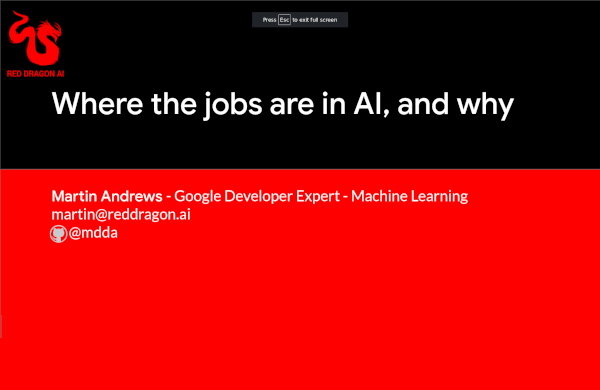 Press Esc to exit full screen
RED DRAGON AI
Where the jobs are in AI, and why
Martin Andrews - Google Developer Expert - Machine Learning
martin@reddragon.ai
@mdda